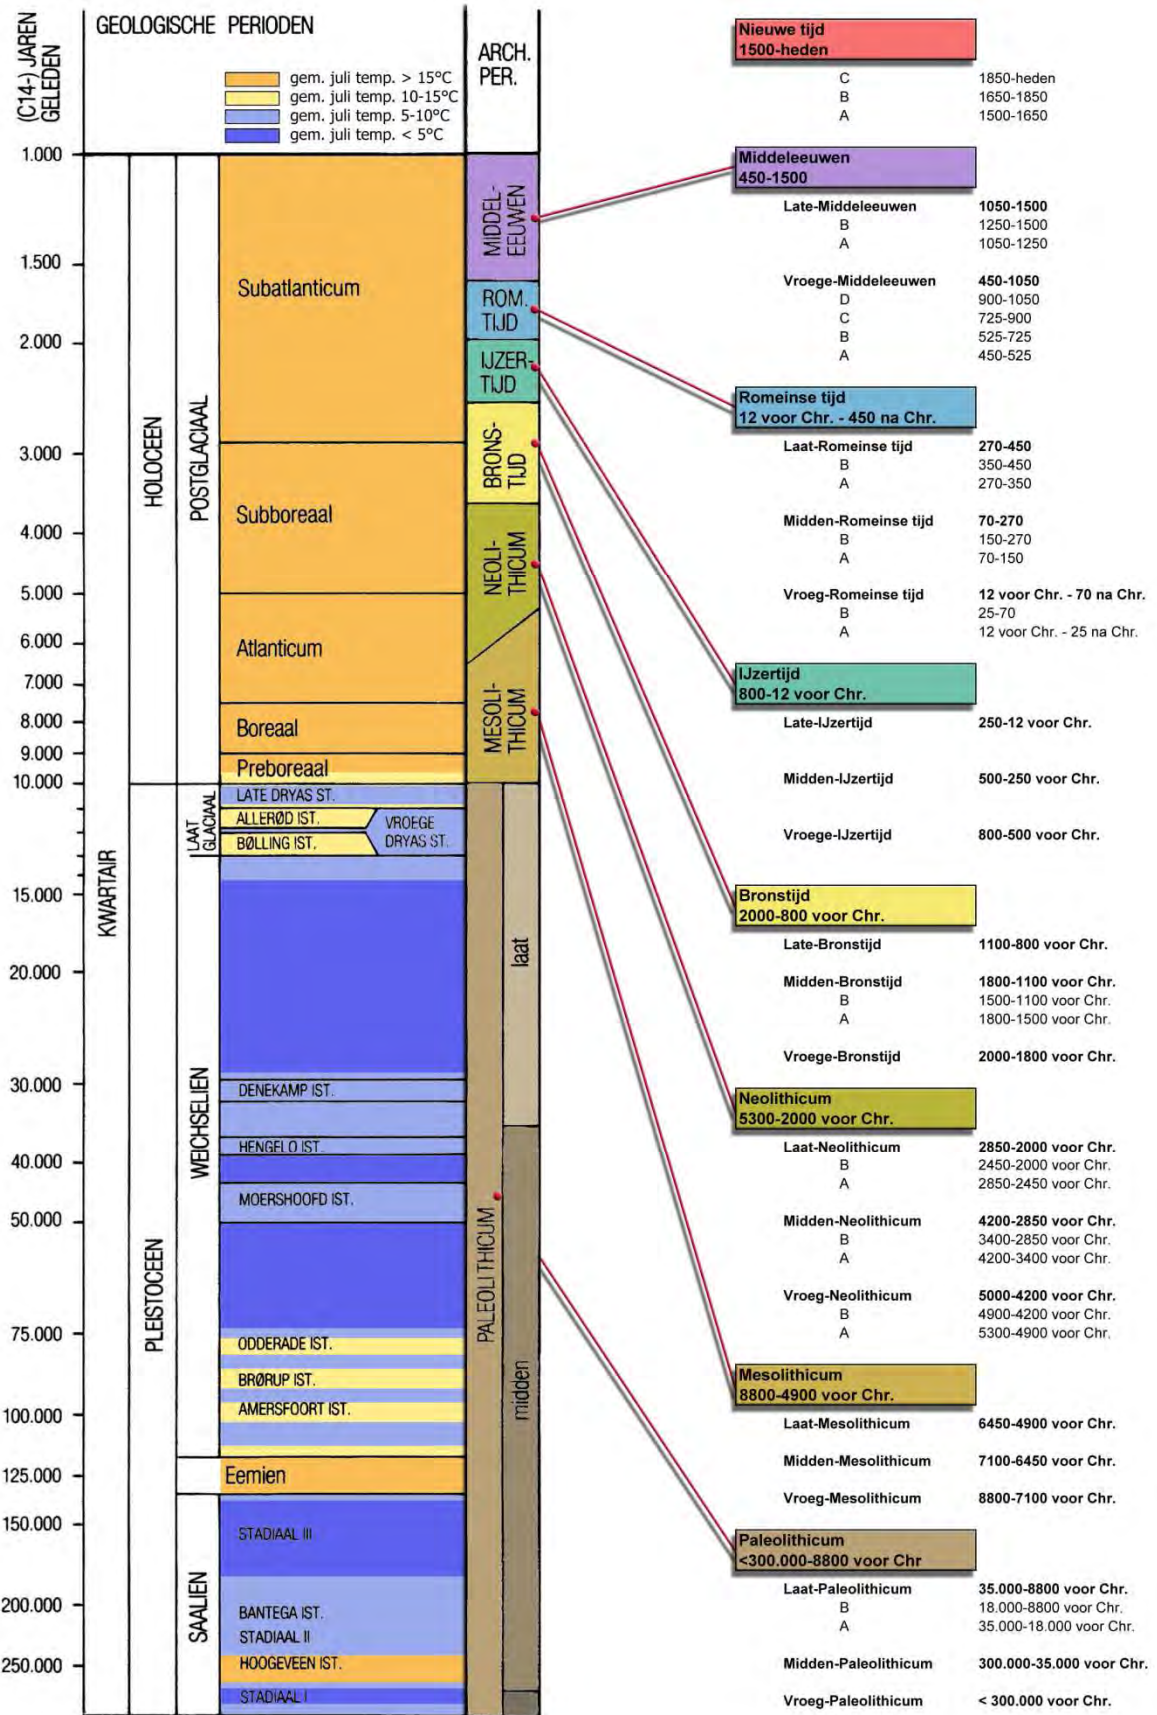 (C14-) JAREN
GELEDEN
GEOLOGISCHE PERIODEN
gem. juli temp. > 15°C
gem. juli temp. 10-15°C
gem. juli temp. 5-10°C
gem. juli temp. < 5°C
ARCH.
PER.
1.000
1.500
2.000
3.000
4.000
5.000
6.000
7.000
8.000
9.000
10.000
15.000
20.000
30.000
40.000
50.000
75.000
100.000
125.000
150.000
200.000
250.000
KWARTAIR
HOLOCEEN
PLEISTOCEEN
POSTGLACIAAL
LAAT
GLACIAAL
WEICHSELIEN
SAALIEN
Subatlanticum
Subboreaal
Atlanticum
Boreaal
Preboreaal
LATE DRYAS ST.
ALLERØD IST.
VROEGE
DRYAS ST.
BØLLING IST.
DENEKAMP IST.
HENGELO IST.
MOERSHOOFD IST.
ODDERADE IST.
BRØRUP IST.
AMERSFOORT IST.
Eemien
STADIAAL III
BANTEGA IST.
STADIAAL II
HOOGEVEEN IST.
STADIAAL I
MIDDEL-
EEUWEN
ROM.
TIJD
IJZER-
TIJD
BRONS-
TIJD
NEOLI-
THICUM
MESOLI-
THICUM
PALEOLITHICUM
laat
midden
Nieuwe tijd
1500-heden
C 1850-heden
B 1650-1850
A 1500-1650
Middeleeuwen
450-1500
Late-Middeleeuwen 1050-1500
B 1250-1500
A 1050-1250
Vroege-Middeleeuwen 450-1050
D 900-1050
C 725-900
B 525-725
A 450-525
Romeinse tijd
12 voor Chr. - 450 na Chr.
Laat-Romeinse tijd 270-450
B 350-450
A 270-350
Midden-Romeinse tijd 70-270
B 150-270
A 70-150
Vroeg-Romeinse tijd 12 voor Chr. - 70 na Chr.
B 25-70
A 12 voor Chr. - 25 na Chr.
IJzertijd
800-12 voor Chr.
Late-IJzertijd 250-12 voor Chr.
Midden-IJzertijd 500-250 voor Chr.
Vroege-IJzertijd 800-500 voor Chr.
Bronstijd
2000-800 voor Chr.
Late-Bronstijd 1100-800 voor Chr.
Midden-Bronstijd 1800-1100 voor Chr.
B 1500-1100 voor Chr.
A 1800-1500 voor Chr.
Vroege-Bronstijd 2000-1800 voor Chr.
Neolithicum
5300-2000 voor Chr.
Laat-Neolithicum 2850-2000 voor Chr.
B 2450-2000 voor Chr.
A 2850-2450 voor Chr.
Midden-Neolithicum 4200-2850 voor Chr.
B 3400-2850 voor Chr.
A 4200-3400 voor Chr.
Vroeg-Neolithicum 5000-4200 voor Chr.
B 4900-4200 voor Chr.
A 5300-4900 voor Chr.
Mesolithicum
8800-4900 voor Chr.
Laat-Mesolithicum 6450-4900 voor Chr.
Midden-Mesolithicum 7100-6450 voor Chr.
Vroeg-Mesolithicum 8800-7100 voor Chr.
Paleolithicum
<300.000-8800 voor Chr
Laat-Paleolithicum 35.000-8800 voor Chr.
B 18.000-8800 voor Chr.
A 35.000-18.000 voor Chr.
Midden-Paleolithicum 300.000-35.000 voor Chr.
Vroeg-Paleolithicum < 300.000 voor Chr.